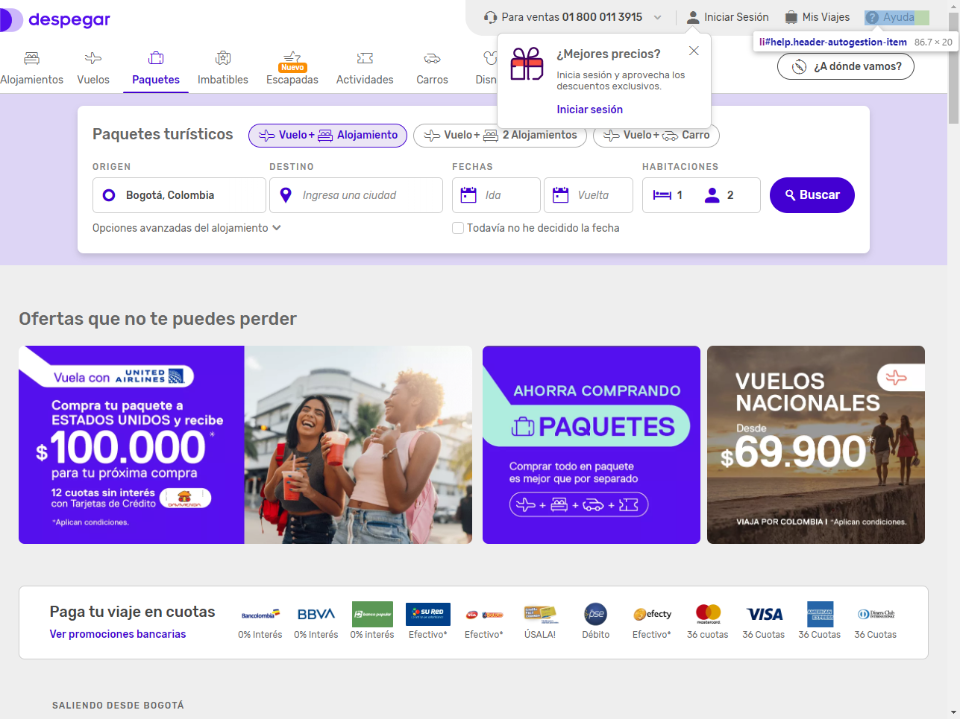 despegar
Para ventas 01 800 011 3915
Iniciar Sesión
Mis Viajes
Ayuda
li#help.header-autogestion-item 86.7 × 20
Alojamientos
Vuelos
Paquetes
Imbatibles
Nuevo
Escapadas
Actividades
Carros
Disn
¿A dónde vamos?
¿Mejores precios?
Inicia sesión y aprovecha los
descuentos exclusivos.
Iniciar sesión
Paquetes turísticos
Vuelo + Alojamiento
Vuelo + 2 Alojamientos
Vuelo + Carro
ORIGEN
DESTINO
FECHAS
HABITACIONES
Bogotá, Colombia
Ingresa una ciudad
Ida
Vuelta
1
2
Buscar
Opciones avanzadas del alojamiento
Todavía no he decidido la fecha
Ofertas que no te puedes perder
Vuela con UNITED AIRLINES
Compra tu paquete a
ESTADOS UNIDOS y recibe
$100.000*
para tu próxima compra
12 cuotas sin interés
con Tarjetas de Crédito
*Aplican condiciones.
AHORRA COMPRANDO
PAQUETES
Comprar todo en paquete
es mejor que por separado
+ + +
VUELOS
NACIONALES
Desde
$69.900*
VIAJA POR COLOMBIA | *Aplican condiciones.
Paga tu viaje en cuotas
Ver promociones bancarias
Bancolombia
0% Interés
BBVA
0% Interés
banco popular
0% interés
SU RED
Efectivo*
Efectivo*
ÚSALA!
pse
Débito
efecty
Efectivo*
mastercard
36 cuotas
VISA
36 Cuotas
AMERICAN EXPRESS
36 Cuotas
Diners Club
36 Cuotas
SALIENDO DESDE BOGOTÁ